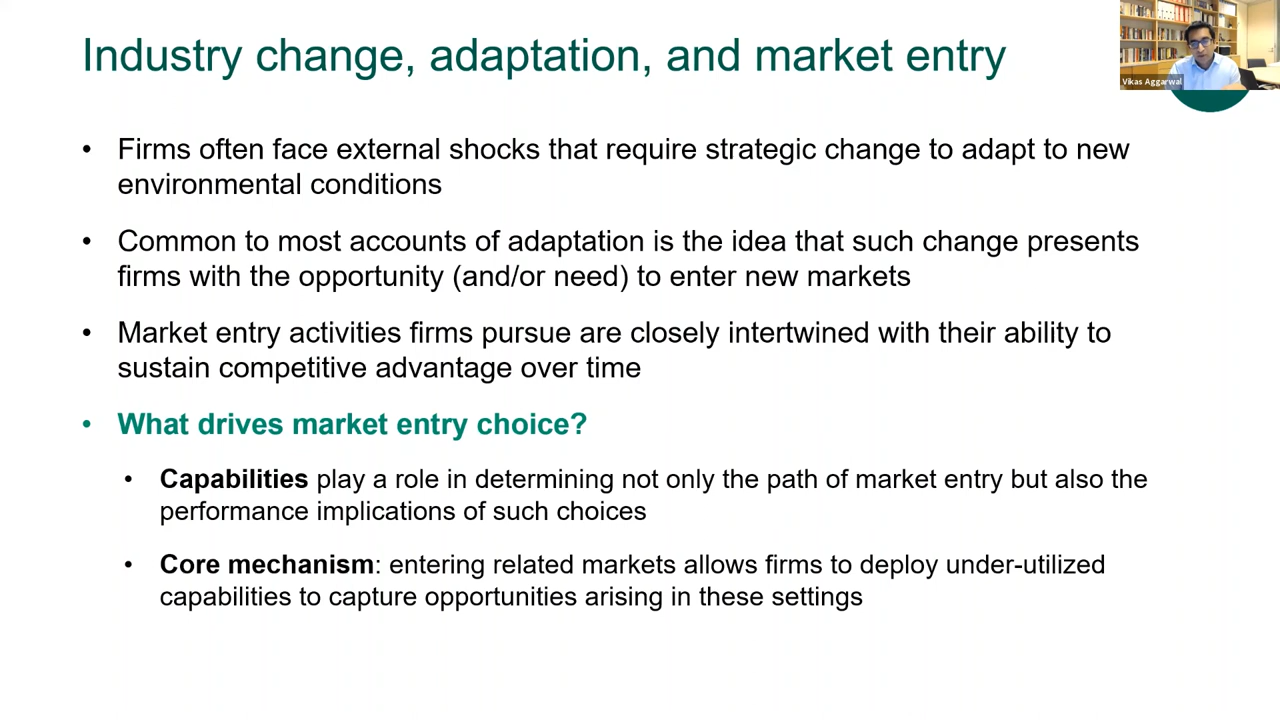 Industry change, adaptation, and market entry
Vikas Aggarwal
• Firms often face external shocks that require strategic change to adapt to new
environmental conditions
• Common to most accounts of adaptation is the idea that such change presents
firms with the opportunity (and/or need) to enter new markets
• Market entry activities firms pursue are closely intertwined with their ability to
sustain competitive advantage over time
• What drives market entry choice?
• Capabilities play a role in determining not only the path of market entry but also the
performance implications of such choices
• Core mechanism: entering related markets allows firms to deploy under-utilized
capabilities to capture opportunities arising in these settings